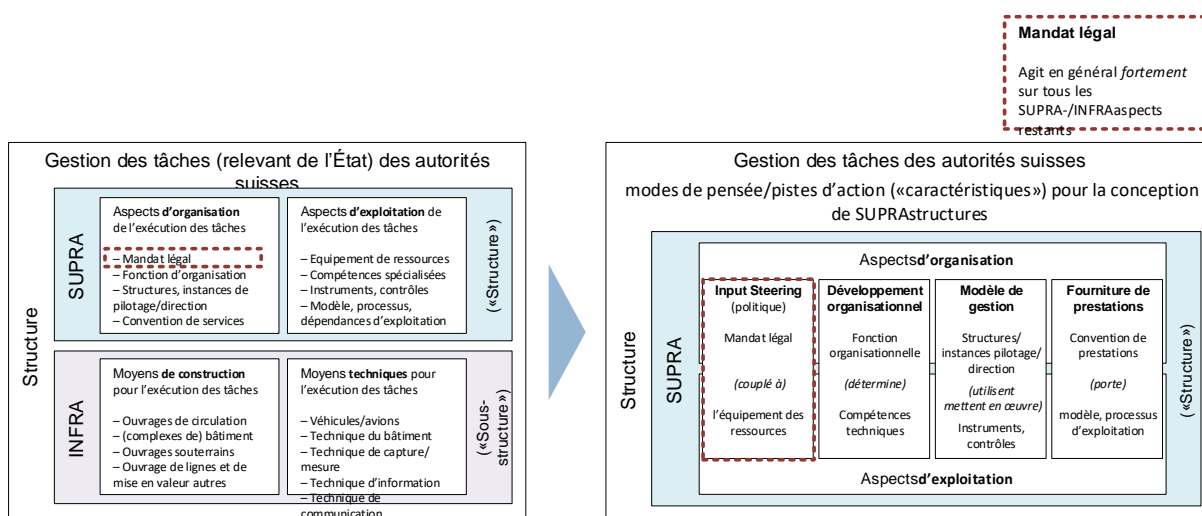 Mandat légal
Agit en général fortement
sur tous les
SUPRA-/INFRAaspects
restants
Gestion des tâches (relevant de l'État) des autorités
suisses
Structure
SUPRA
Aspects d'organisation
de l'exécution des tâches
– Mandat légal
– Fonction d'organisation
– Structures, instances de
pilotage/direction
– Convention de services
Aspects d'exploitation de
l'exécution des tâches
– Equipement de ressources
– Compétences spécialisées
– Instruments, contrôles
– Modèle, processus,
dépendances d'exploitation
(«Structure»)
INFRA
Moyens de construction
pour l'exécution des tâches
– Ouvrages de circulation
– (complexes de) bâtiment
– Ouvrages souterrains
– Ouvrage de lignes et de
mise en valeur autres
Moyens techniques pour
l'exécution des tâches
– Véhicules/avions
– Technique du bâtiment
– Technique de capture/
mesure
– Technique d'information
– Technique de
communication
(«Sous-
structure»)
Gestion des tâches des autorités suisses
modes de pensée/pistes d'action («caractéristiques») pour la conception
de SUPRAstructures
Structure
SUPRA
Aspectsd'organisation
Input Steering
(politique)
Mandat légal
(couplé à)
l'équipement des
ressources
Développement
organisationnel
Fonction
organisationnelle
(détermine)
Compétences
techniques
Modèle de
gestion
Structures/
instances pilotage/
direction
(utilisent
mettent en œuvre)
Instruments,
contrôles
Fourniture de
prestations
Convention de
prestations
(porte)
modèle, processus
d'exploitation
Aspectsd'exploitation
(«Structure»)